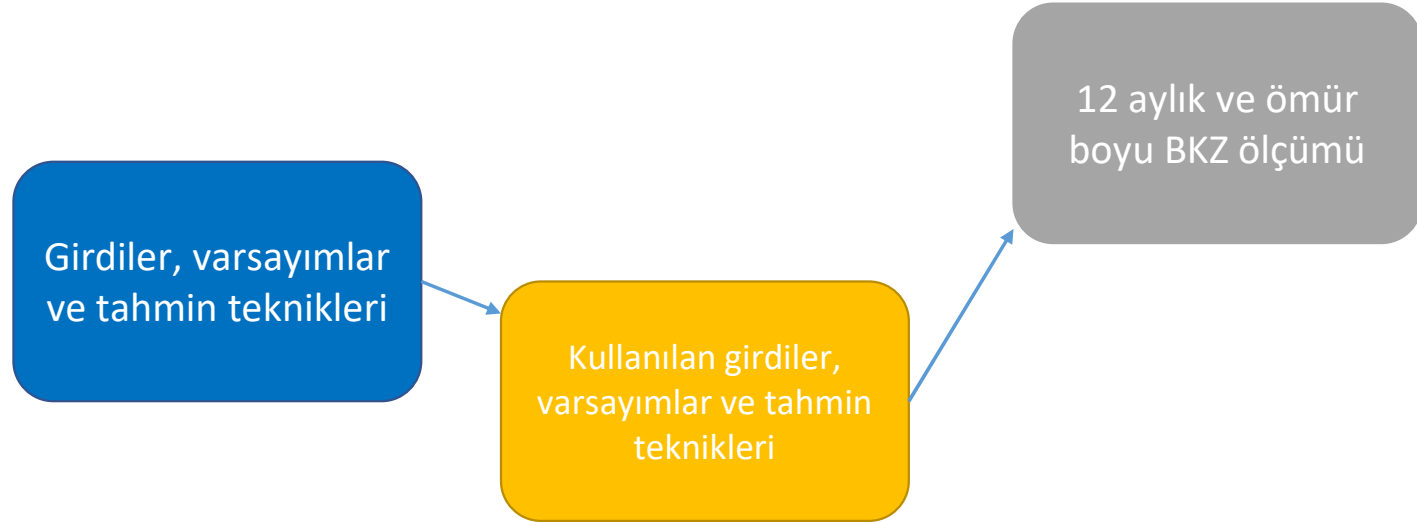 Girdiler, varsayımlar
ve tahmin teknikleri
Kullanılan girdiler,
varsayımlar ve tahmin
teknikleri
12 aylık ve ömür
boyu BKZ ölçümü